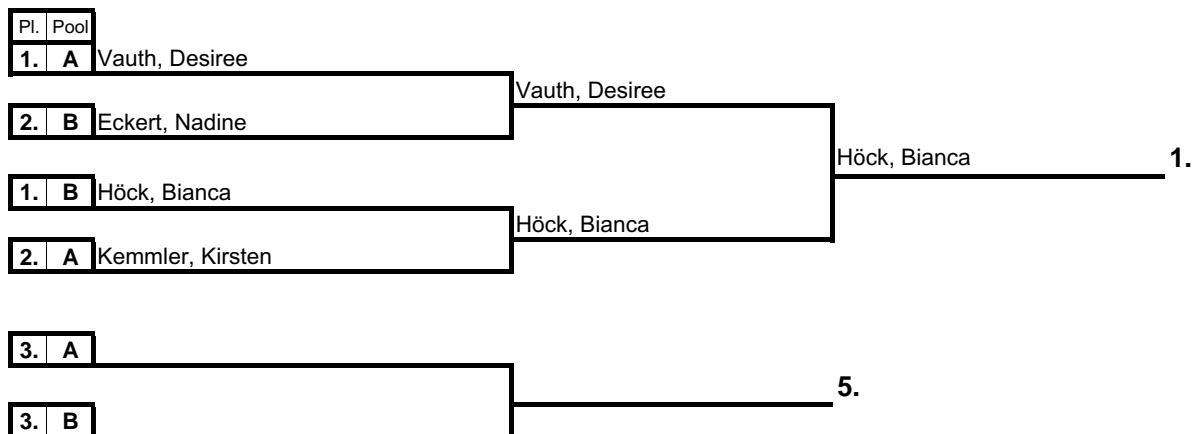 Pl. Pool
1. A Vauth, Desiree
Vauth, Desiree
2. B Eckert, Nadine
Höck, Bianca 1.
1. B Höck, Bianca
Höck, Bianca
2. A Kemmler, Kirsten
3. A
5.
3. B